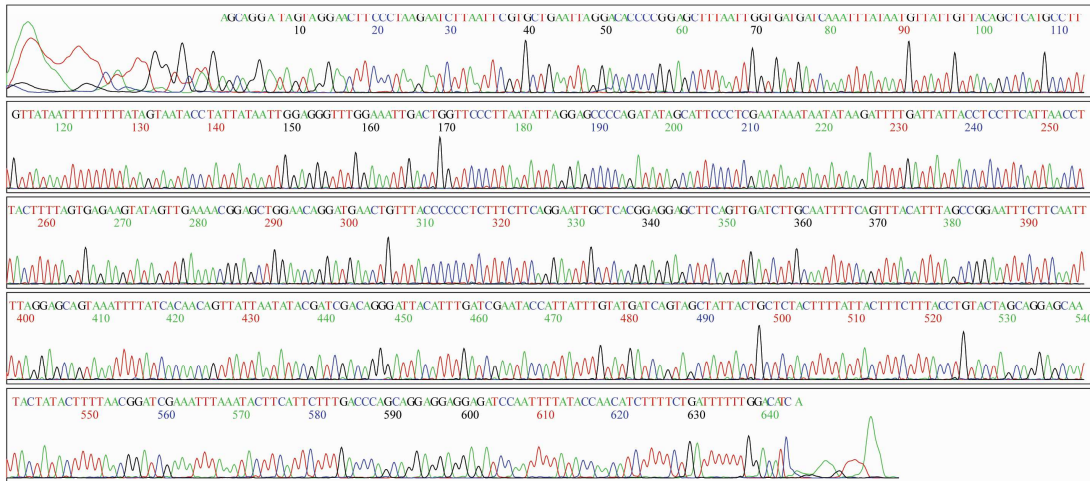 AGCAGGATAGTAGGAACTTCCCTAAGAATCTTAATTCGTGCTGAATTAGGACACCCCGGAGCTTTAATTGGTGATGATCAAATTTATAATGTTATTGTTACAGCTCATGCCTT
10 20 30 40 50 60 70 80 90 100 110
GTTATAATTTTTTTTTATAGTAATACCTATTATAATTGGAGGGTTTGGAAATTGACTGGTTCCCTTAATATTAGGAGCCCCAGATATAGCATTCCCTCGAATAAATAATATAAGATTTTGATTATTACCTCCTTCATTAACCT
120 130 140 150 160 170 180 190 200 210 220 230 240 250
TACTTTTAGTGAGAAGTATAGTTGAAAACGGAGCTGGAACAGGATGAACTGTTTACCCCCCTCTTTCTTCAGGAATTGCTCACGGAGGAGCTTCAGTTGATCTTGCAATTTTCAGTTTACATTTAGCCGGAATTTCTTCAATT
260 270 280 290 300 310 320 330 340 350 360 370 380 390
TTAGGAGCAGTAAATTTTATCACAACAGTTATTAATATACGATCGACAGGGATTACATTTGATCGAATACCATTATTTGTATGATCAGTAGCTATTACTGCTCTACTTTTATTACTTTCTTTACCTGTACTAGCAGGAGCAA
400 410 420 430 440 450 460 470 480 490 500 510 520 530 540
TACTATACTTTTAACGGATCGAAATTTAAATACTTCATTCTTTGACCCAGCAGGAGGAGGAGATCCAATTTTATACCAACATCTTTTCTGATTTTTTGGACATCA
550 560 570 580 590 600 610 620 630 640